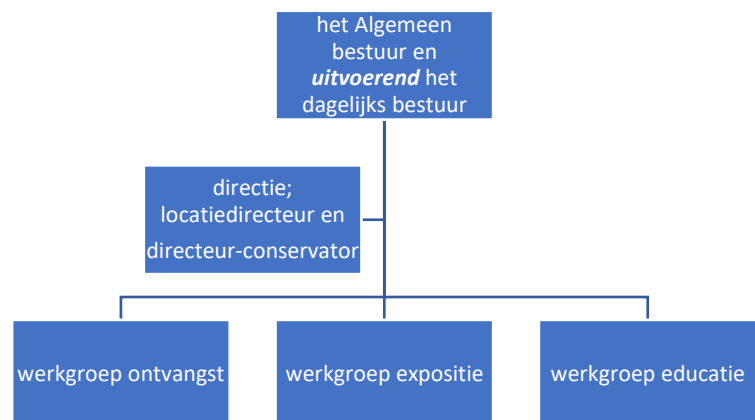 het Algemeen
bestuur en
uitvoerend het
dagelijks bestuur
directie;
locatiedirecteur en
directeur-conservator
werkgroep ontvangst
werkgroep expositie
werkgroep educatie